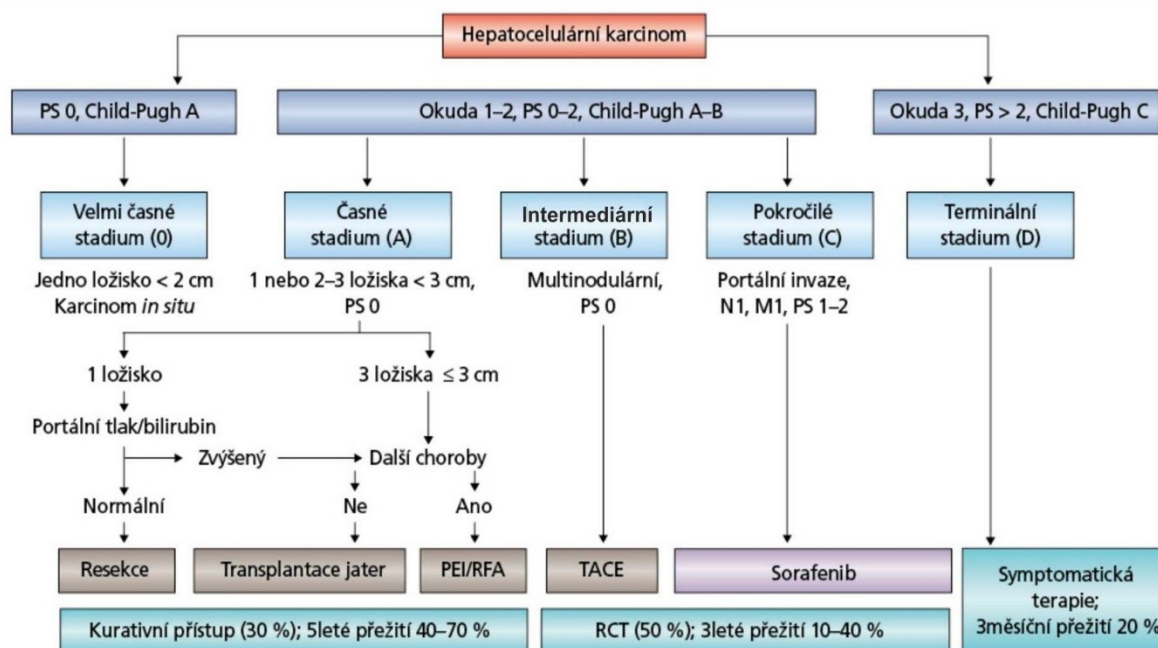 Hepatocelulární karcinom
PS 0, Child-Pugh A
Okuda 1–2, PS 0–2, Child-Pugh A–B
Okuda 3, PS > 2, Child-Pugh C
Velmi časné
stadium (0)
Časné
stadium (A)
Intermediární
stadium (B)
Pokročilé
stadium (C)
Terminální
stadium (D)
Jedno ložisko < 2 cm
Karcinom in situ
1 nebo 2–3 ložiska < 3 cm,
PS 0
Multinodulární,
PS 0
Portální invaze,
N1, M1, PS 1–2
1 ložisko
3 ložiska ≤ 3 cm
Portální tlak/bilirubin
Zvýšený
Další choroby
Normální
Ne
Ano
Resekce
Transplantace jater
PEI/RFA
TACE
Sorafenib
Symptomatická
terapie;
3měsíční přežití 20 %
Kurativní přístup (30 %); 5leté přežití 40–70 %
RCT (50 %); 3leté přežití 10–40 %